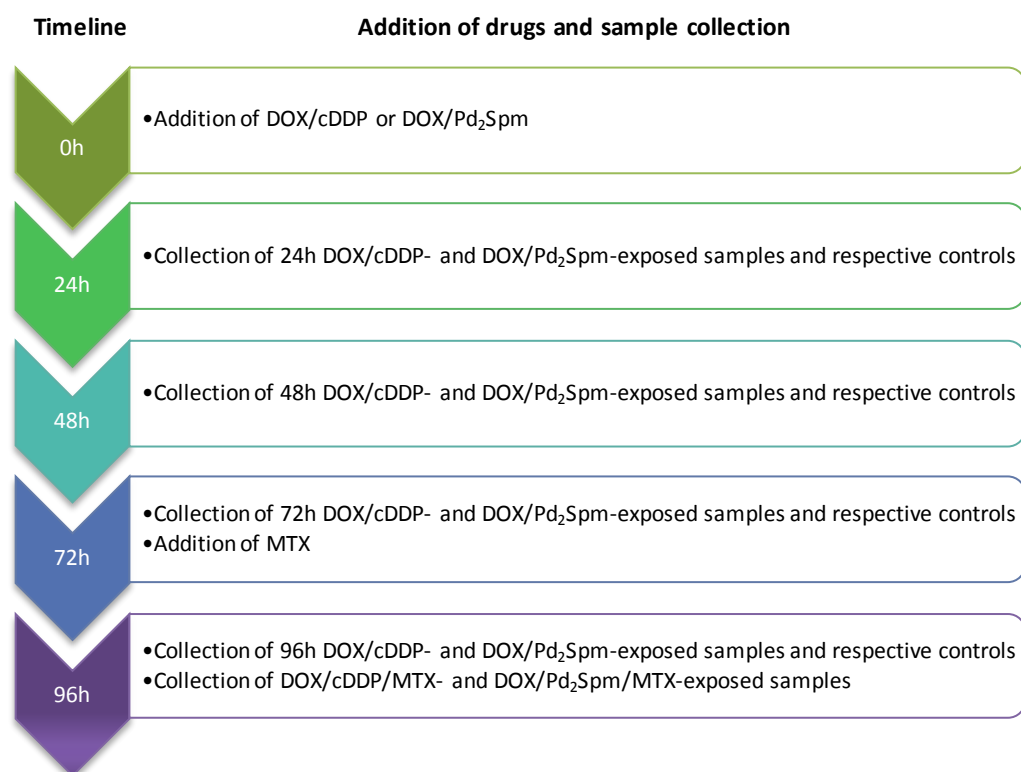 Timeline
Addition of drugs and sample collection
0h
•Addition of DOX/cDDP or DOX/Pd₂Spm
24h
•Collection of 24h DOX/cDDP- and DOX/Pd₂Spm-exposed samples and respective controls
48h
•Collection of 48h DOX/cDDP- and DOX/Pd₂Spm-exposed samples and respective controls
72h
•Collection of 72h DOX/cDDP- and DOX/Pd₂Spm-exposed samples and respective controls
•Addition of MTX
96h
•Collection of 96h DOX/cDDP- and DOX/Pd₂Spm-exposed samples and respective controls
•Collection of DOX/cDDP/MTX- and DOX/Pd₂Spm/MTX-exposed samples